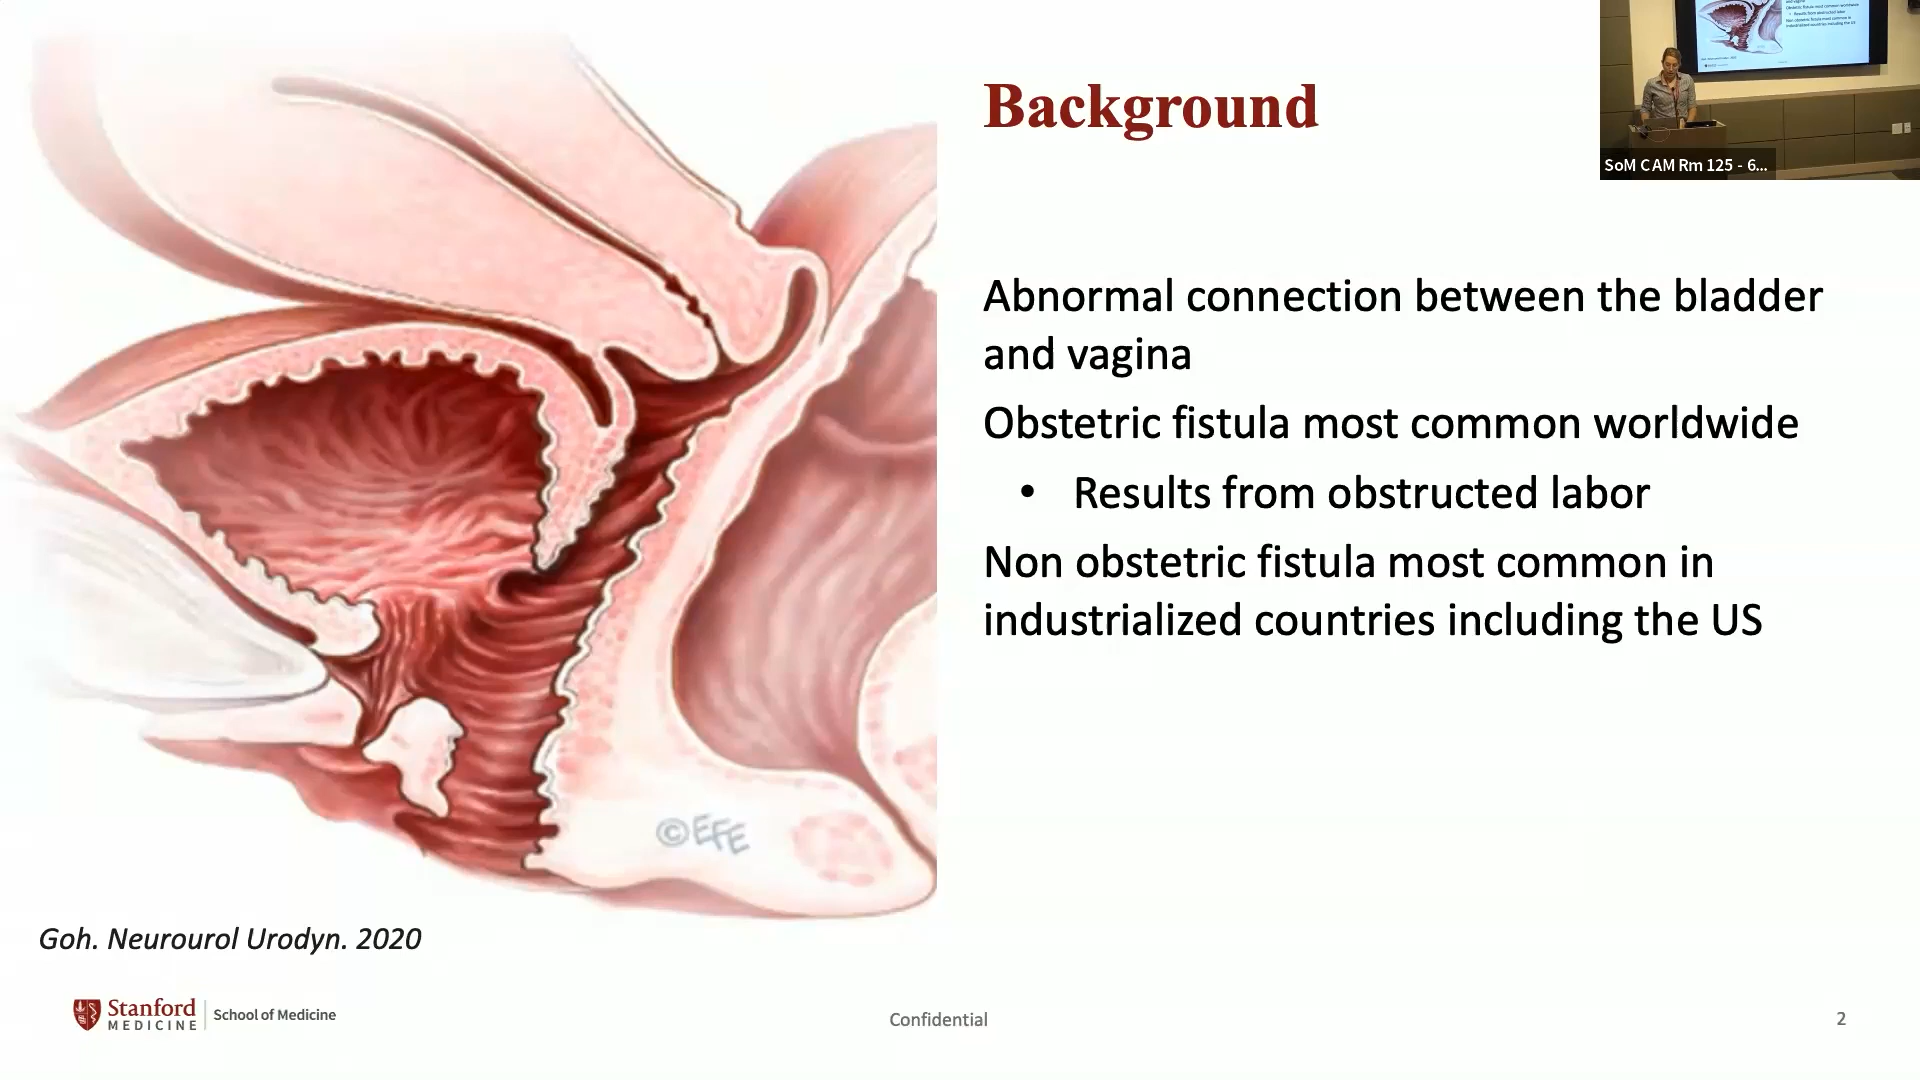 Background
SoM CAM Rm 125 - 6...
Abnormal connection between the bladder
and vagina
Obstetric fistula most common worldwide
• Results from obstructed labor
Non obstetric fistula most common in
industrialized countries including the US
©EFE
Goh. Neurourol Urodyn. 2020
Stanford
MEDICINE
School of Medicine
Confidential
2